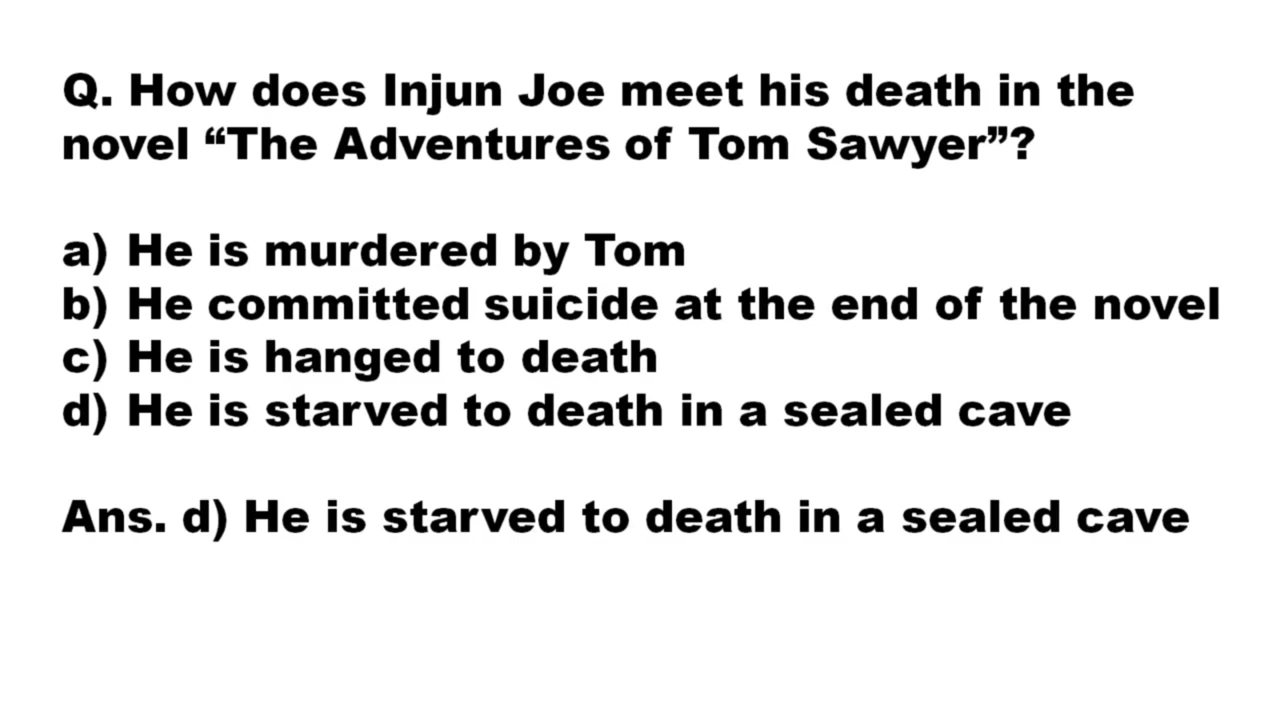 Q. How does Injun Joe meet his death in the
novel “The Adventures of Tom Sawyer”?
a) He is murdered by Tom
b) He committed suicide at the end of the novel
c) He is hanged to death
d) He is starved to death in a sealed cave
Ans. d) He is starved to death in a sealed cave